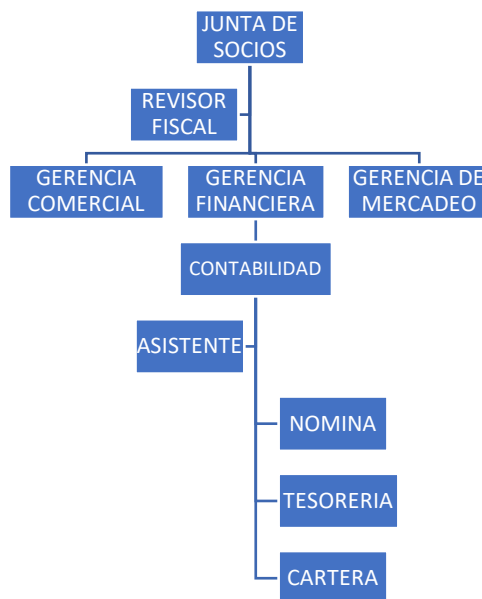 JUNTA DE
SOCIOS
REVISOR
FISCAL
GERENCIA
COMERCIAL
GERENCIA
FINANCIERA
GERENCIA DE
MERCADEO
CONTABILIDAD
ASISTENTE
NOMINA
TESORERIA
CARTERA